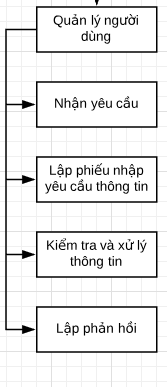 Quản lý người
dùng
Nhận yêu cầu
Lập phiếu nhập
yêu cầu thông tin
Kiểm tra và xử lý
thông tin
Lập phản hồi